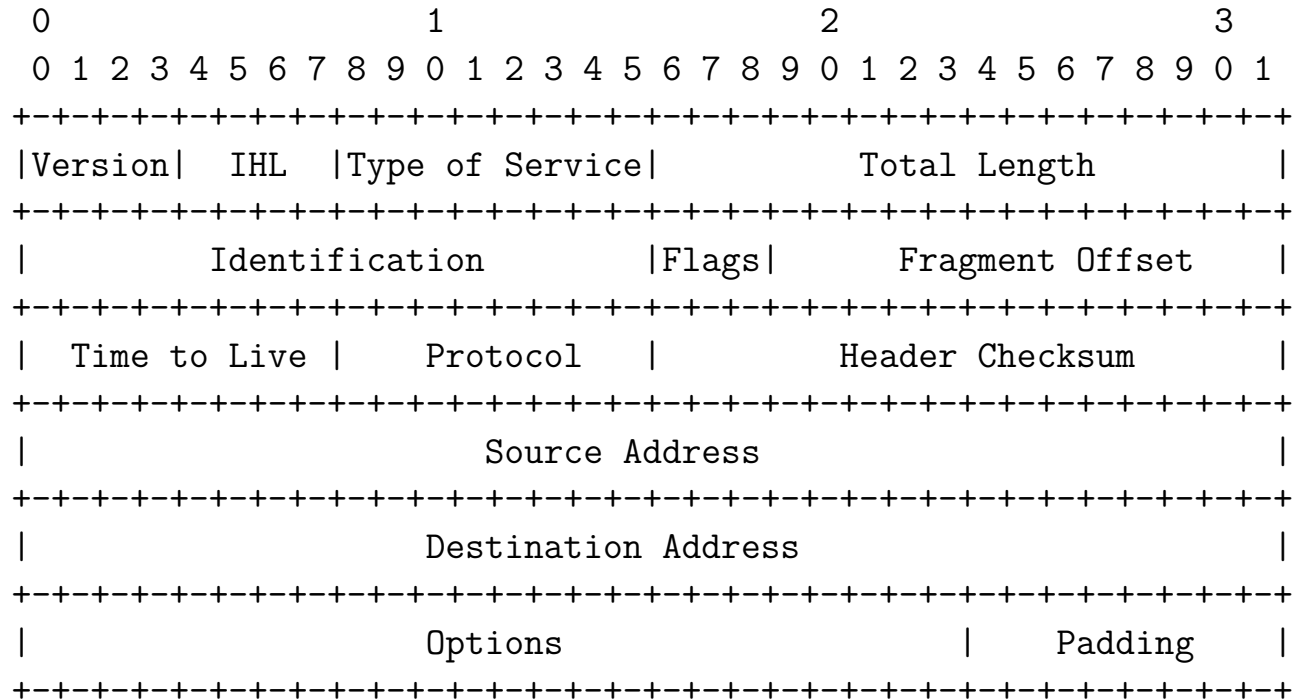 0                   1                   2                   3
 0 1 2 3 4 5 6 7 8 9 0 1 2 3 4 5 6 7 8 9 0 1 2 3 4 5 6 7 8 9 0 1
+-+-+-+-+-+-+-+-+-+-+-+-+-+-+-+-+-+-+-+-+-+-+-+-+-+-+-+-+-+-+-+-+
|Version|  IHL  |Type of Service|          Total Length         |
+-+-+-+-+-+-+-+-+-+-+-+-+-+-+-+-+-+-+-+-+-+-+-+-+-+-+-+-+-+-+-+-+
|         Identification        |Flags|      Fragment Offset    |
+-+-+-+-+-+-+-+-+-+-+-+-+-+-+-+-+-+-+-+-+-+-+-+-+-+-+-+-+-+-+-+-+
|  Time to Live |    Protocol   |         Header Checksum       |
+-+-+-+-+-+-+-+-+-+-+-+-+-+-+-+-+-+-+-+-+-+-+-+-+-+-+-+-+-+-+-+-+
|                       Source Address                          |
+-+-+-+-+-+-+-+-+-+-+-+-+-+-+-+-+-+-+-+-+-+-+-+-+-+-+-+-+-+-+-+-+
|                    Destination Address                        |
+-+-+-+-+-+-+-+-+-+-+-+-+-+-+-+-+-+-+-+-+-+-+-+-+-+-+-+-+-+-+-+-+
|                    Options                    |    Padding    |
+-+-+-+-+-+-+-+-+-+-+-+-+-+-+-+-+-+-+-+-+-+-+-+-+-+-+-+-+-+-+-+-+